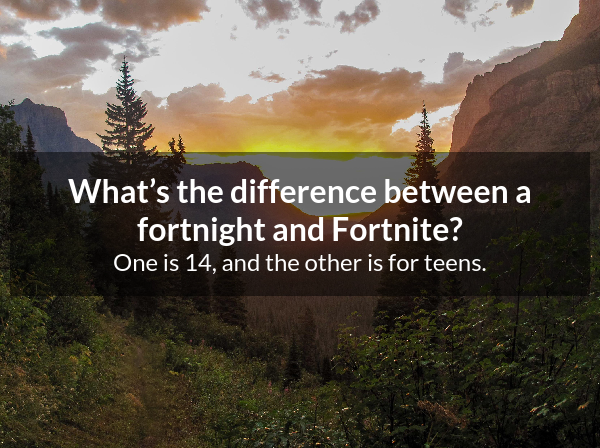 What’s the difference between a
fortnight and Fortnite?
One is 14, and the other is for teens.